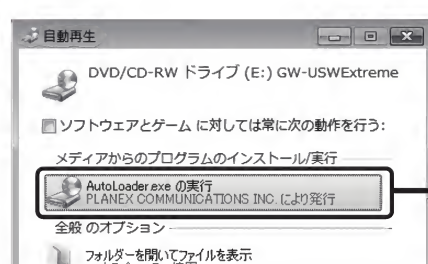 自動再生
DVD/CD-RW ドライブ (E:) GW-USWExtreme
ソフトウェアとゲーム に対しては常に次の動作を行う:
メディアからのプログラムのインストール/実行
AutoLoader.exe の実行
PLANEX COMMUNICATIONS INC. により発行
全般 のオプション
フォルダーを開いてファイルを表示